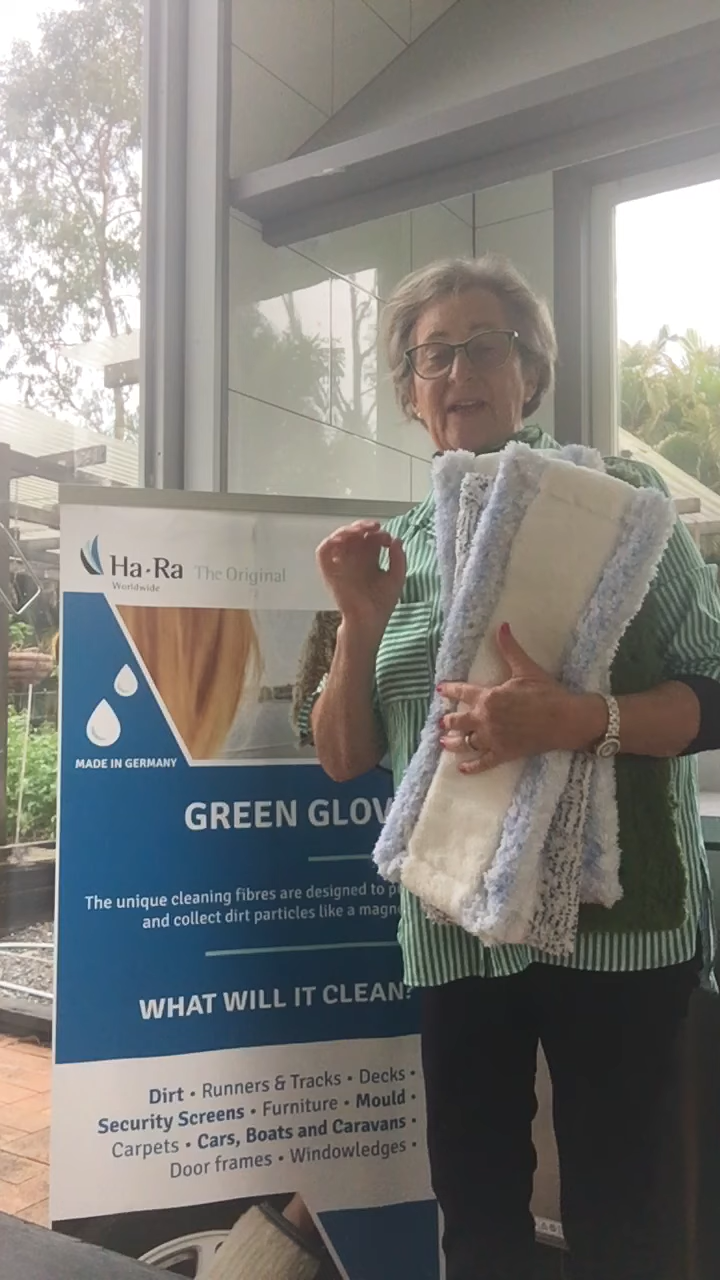 Ha·Ra The Original
Worldwide
MADE IN GERMANY
GREEN
The unique cleaning fibres are designed to
and collect dirt particles like a
WHAT WILL IT CLEAN?
Dirt • Runners & Tracks • Decks •
Security Screens • Furniture • Mould •
Carpets • Cars, Boats and Caravans •
Door frames • Windowledges •